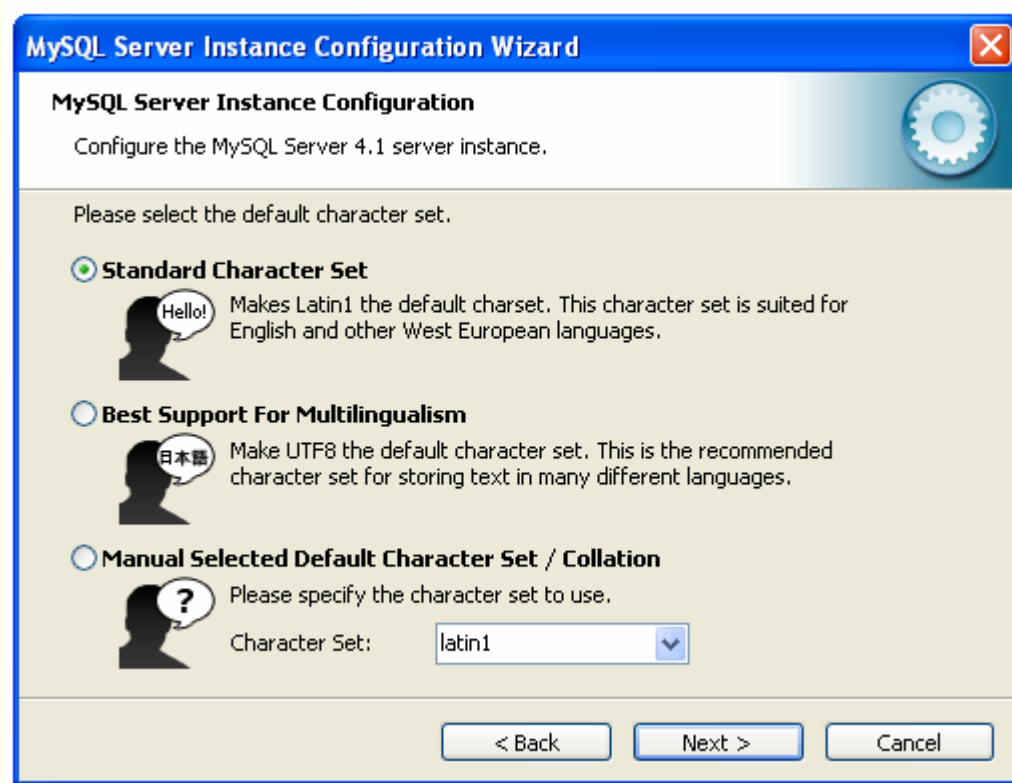 MySQL Server Instance Configuration Wizard
MySQL Server Instance Configuration
Configure the MySQL Server 4.1 server instance.
Please select the default character set.
Standard Character Set
Hello!
Makes Latin1 the default charset. This character set is suited for
English and other West European languages.
Best Support For Multilingualism
日本語
Make UTF8 the default character set. This is the recommended
character set for storing text in many different languages.
Manual Selected Default Character Set / Collation
?
Please specify the character set to use.
Character Set: latin1
< Back Next > Cancel